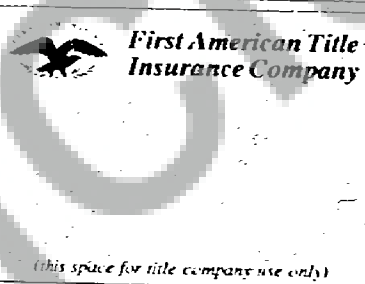 First American Title
Insurance Company
(this space for title company use only)